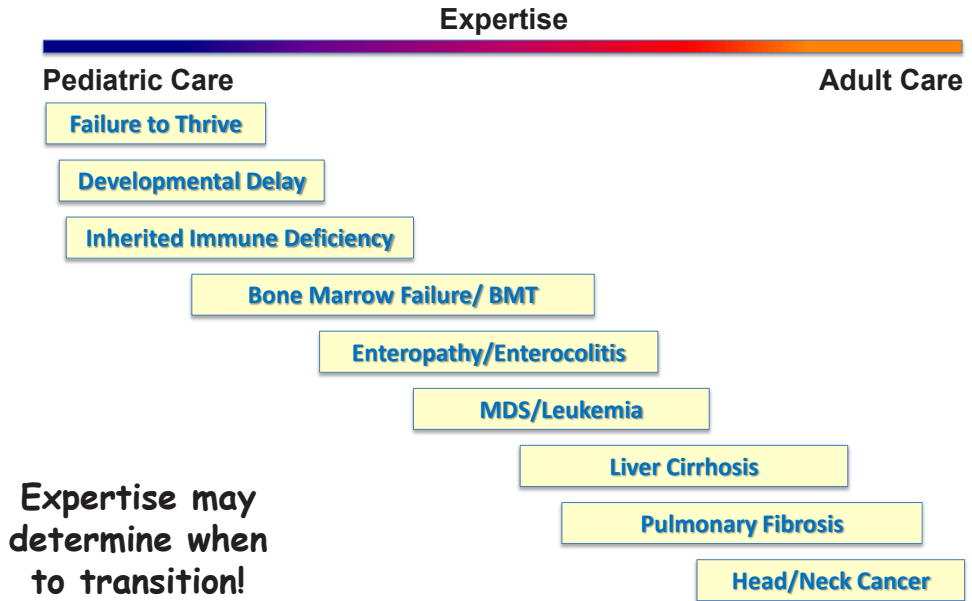 Expertise
Pediatric Care
Adult Care
Failure to Thrive
Developmental Delay
Inherited Immune Deficiency
Bone Marrow Failure/ BMT
Enteropathy/Enterocolitis
MDS/Leukemia
Liver Cirrhosis
Pulmonary Fibrosis
Head/Neck Cancer
Expertise may
determine when
to transition!